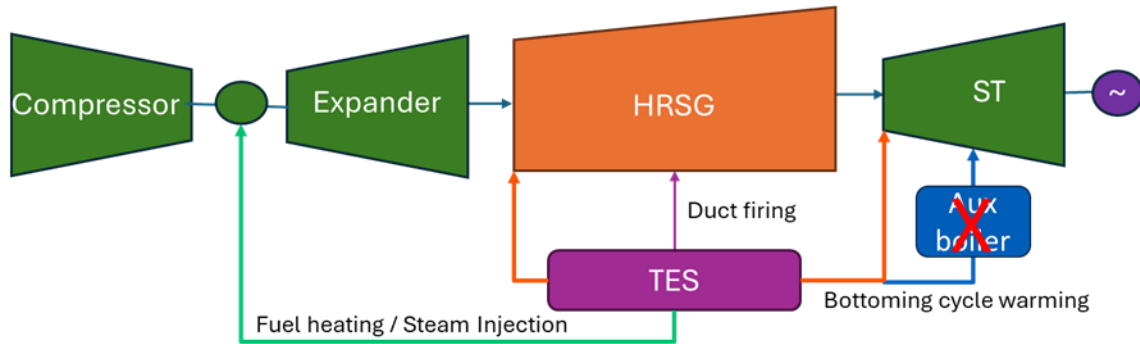 Compressor
Expander
HRSG
ST
~
Duct firing
Aux
boiler
TES
Bottoming cycle warming
Fuel heating / Steam Injection